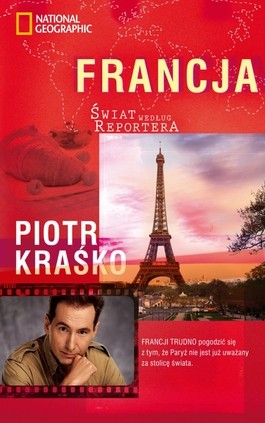 NATIONAL
GEOGRAPHIC
FRANCJA
ŚWIAT WEDŁUG
REPORTERA
PIOTR
KRAŚKO
FRANCJI TRUDNO pogodzić się
z tym, że Paryż nie jest już uważany
za stolicę świata.